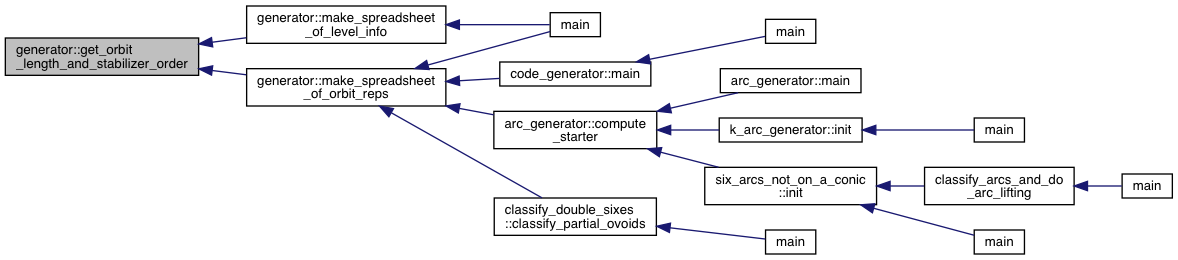 generator::get_orbit
_length_and_stabilizer_order
generator::make_spreadsheet
_of_level_info
main
generator::make_spreadsheet
_of_orbit_reps
code_generator::main
main
arc_generator::compute
_starter
arc_generator::main
k_arc_generator::init
main
six_arcs_not_on_a_conic
::init
classify_arcs_and_do
_arc_lifting
main
main
classify_double_sixes
::classify_partial_ovoids
main